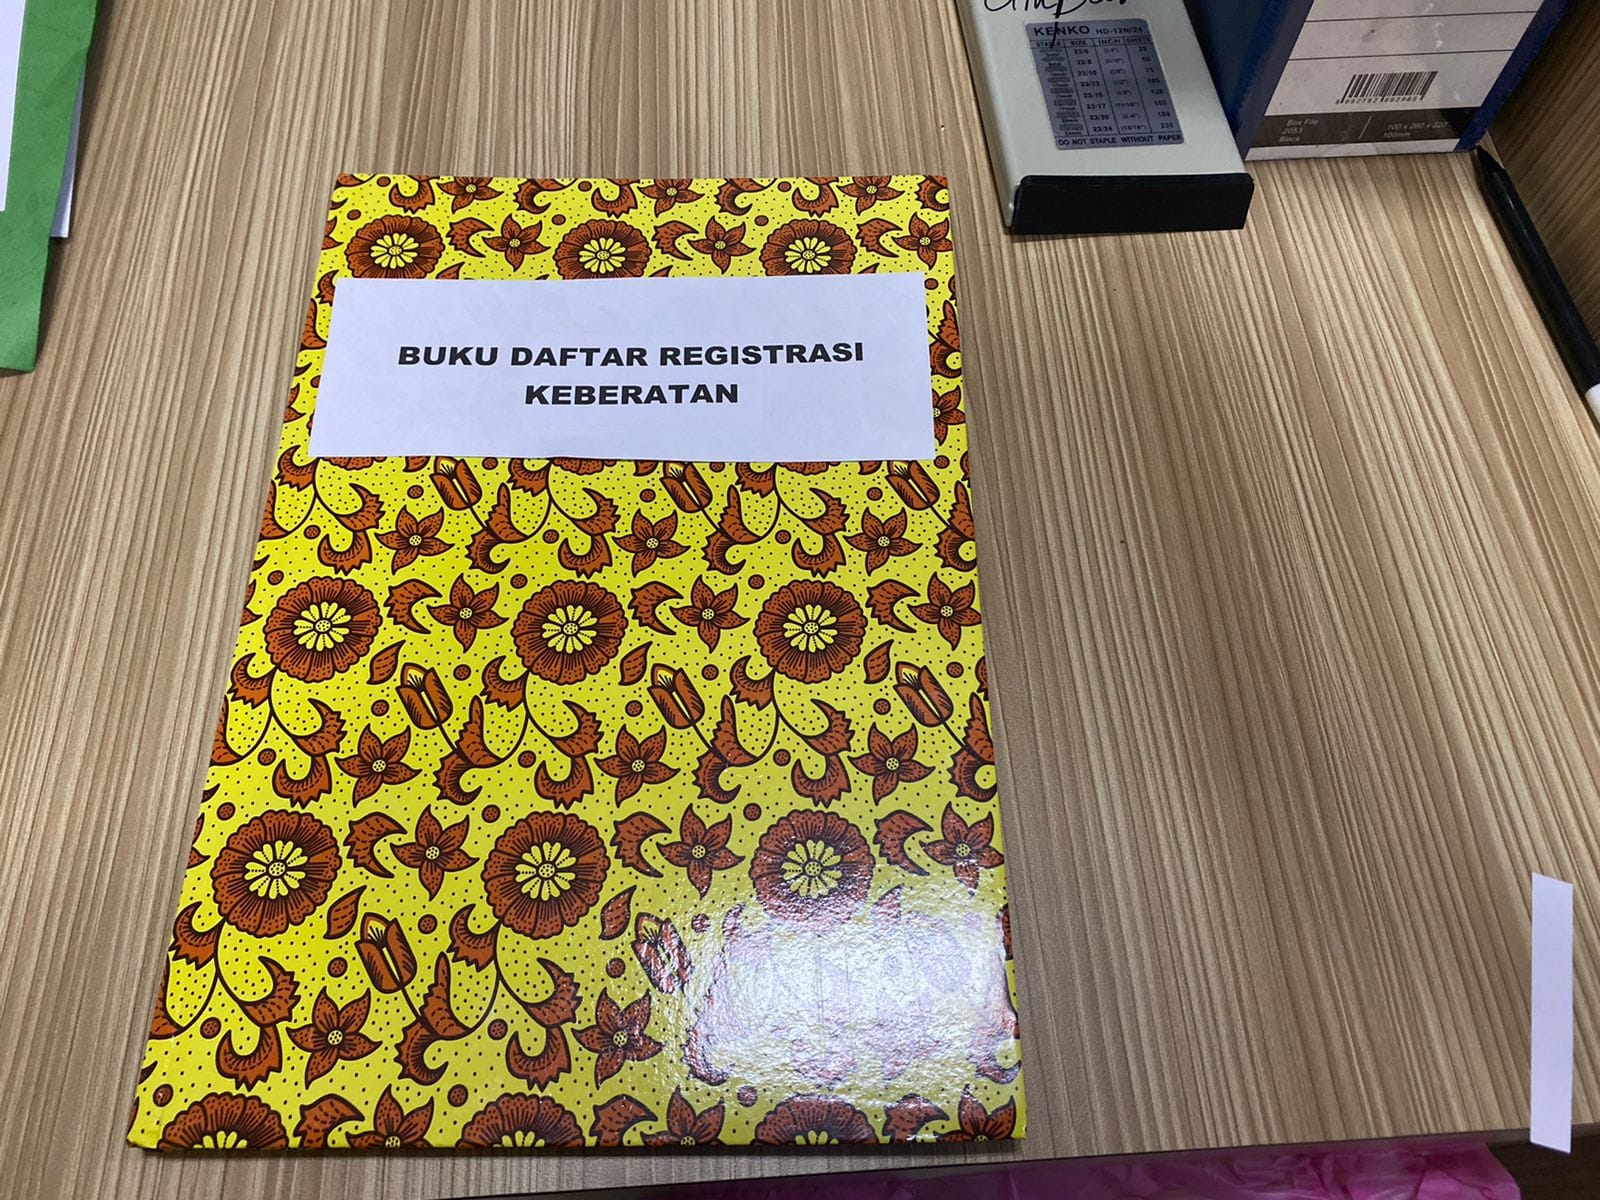 BUKU DAFTAR REGISTRASI
KEBERATAN
KENKO HD-12N/24
STAPLE SIZE INCH SHEETS
23/6 (1/4") 25
23/8 (5/16") 50
23/10 (3/8") 75
23/13 (1/2") 100
23/15 (5/8") 120
23/17 (11/16") 150
23/20 (3/4") 180
23/24 (15/16") 230
DO NOT STAPLE WITHOUT PAPER
Box File
2053
Black
100 x 260 x 320
100mm